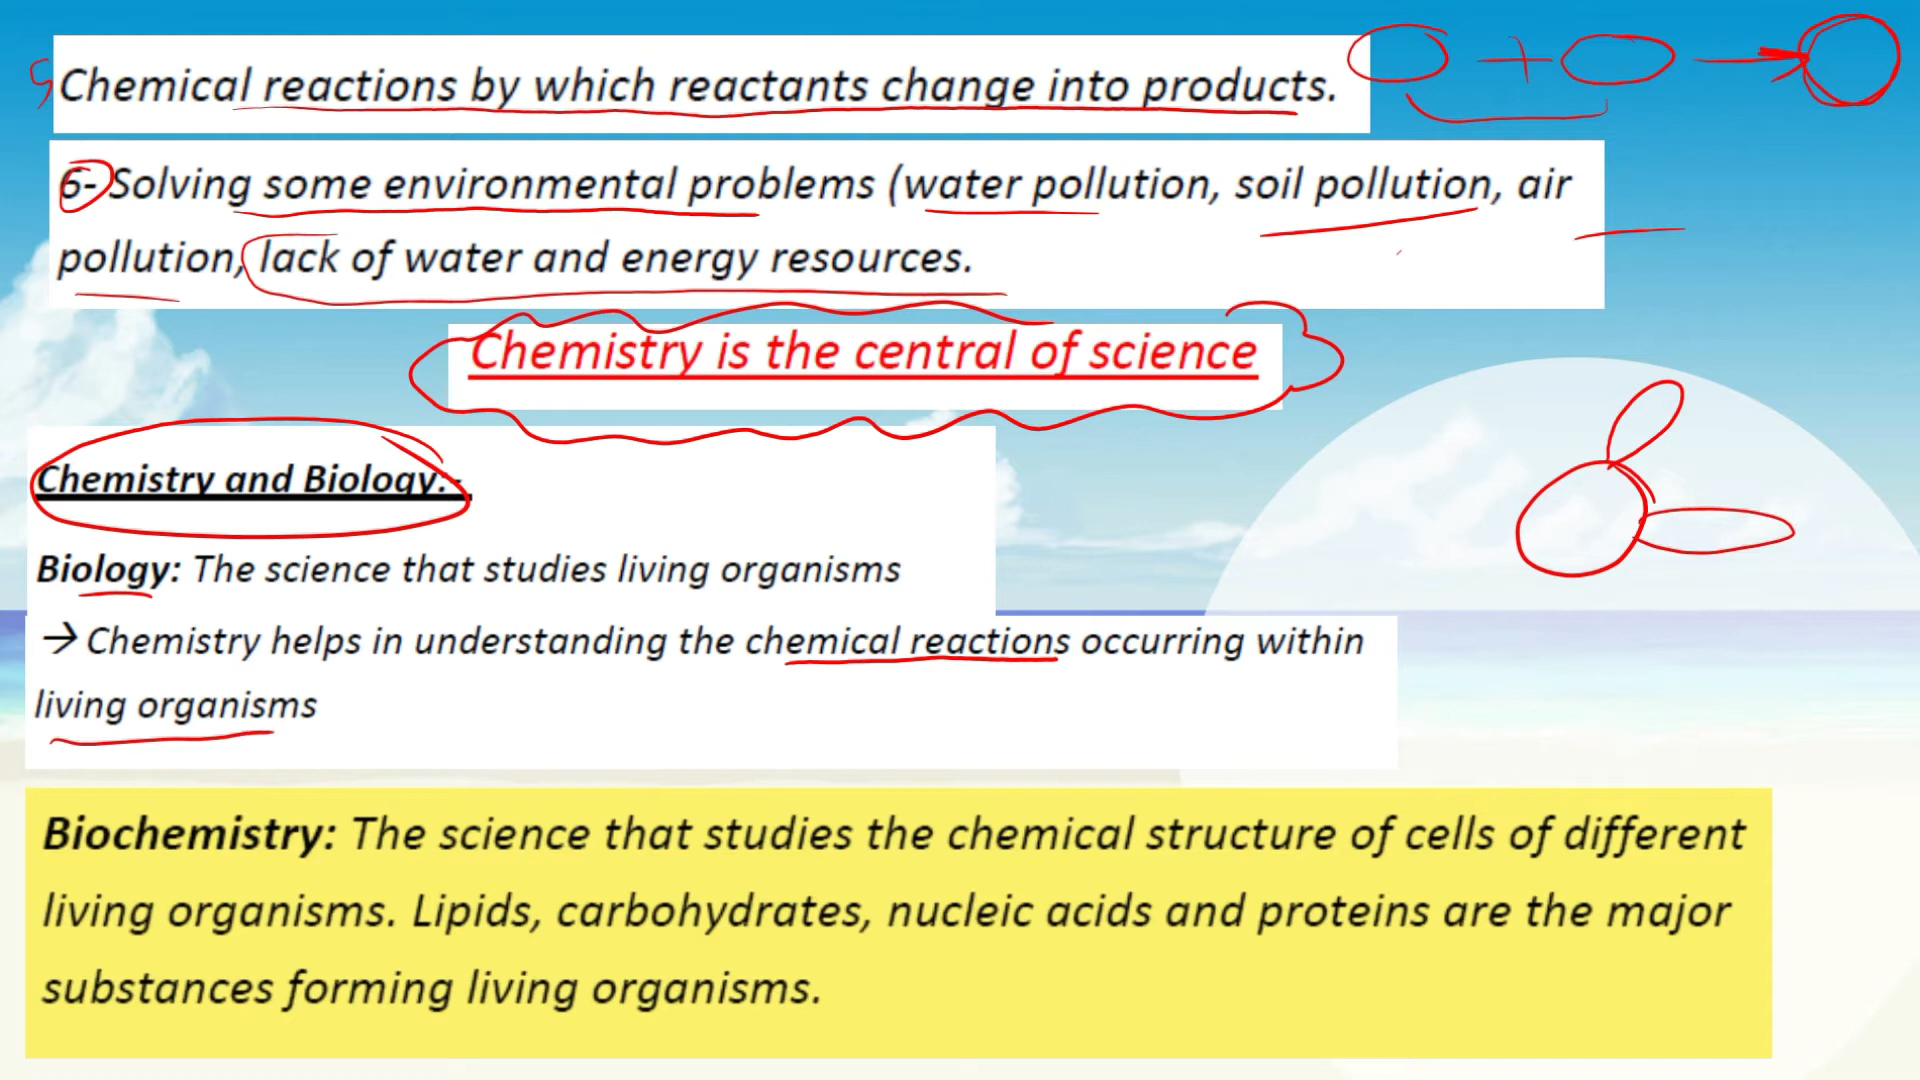 5 Chemical reactions by which reactants change into products.
6- Solving some environmental problems (water pollution, soil pollution, air
pollution, lack of water and energy resources.
Chemistry is the central of science
Chemistry and Biology:-
Biology: The science that studies living organisms
→ Chemistry helps in understanding the chemical reactions occurring within
living organisms
Biochemistry: The science that studies the chemical structure of cells of different
living organisms. Lipids, carbohydrates, nucleic acids and proteins are the major
substances forming living organisms.